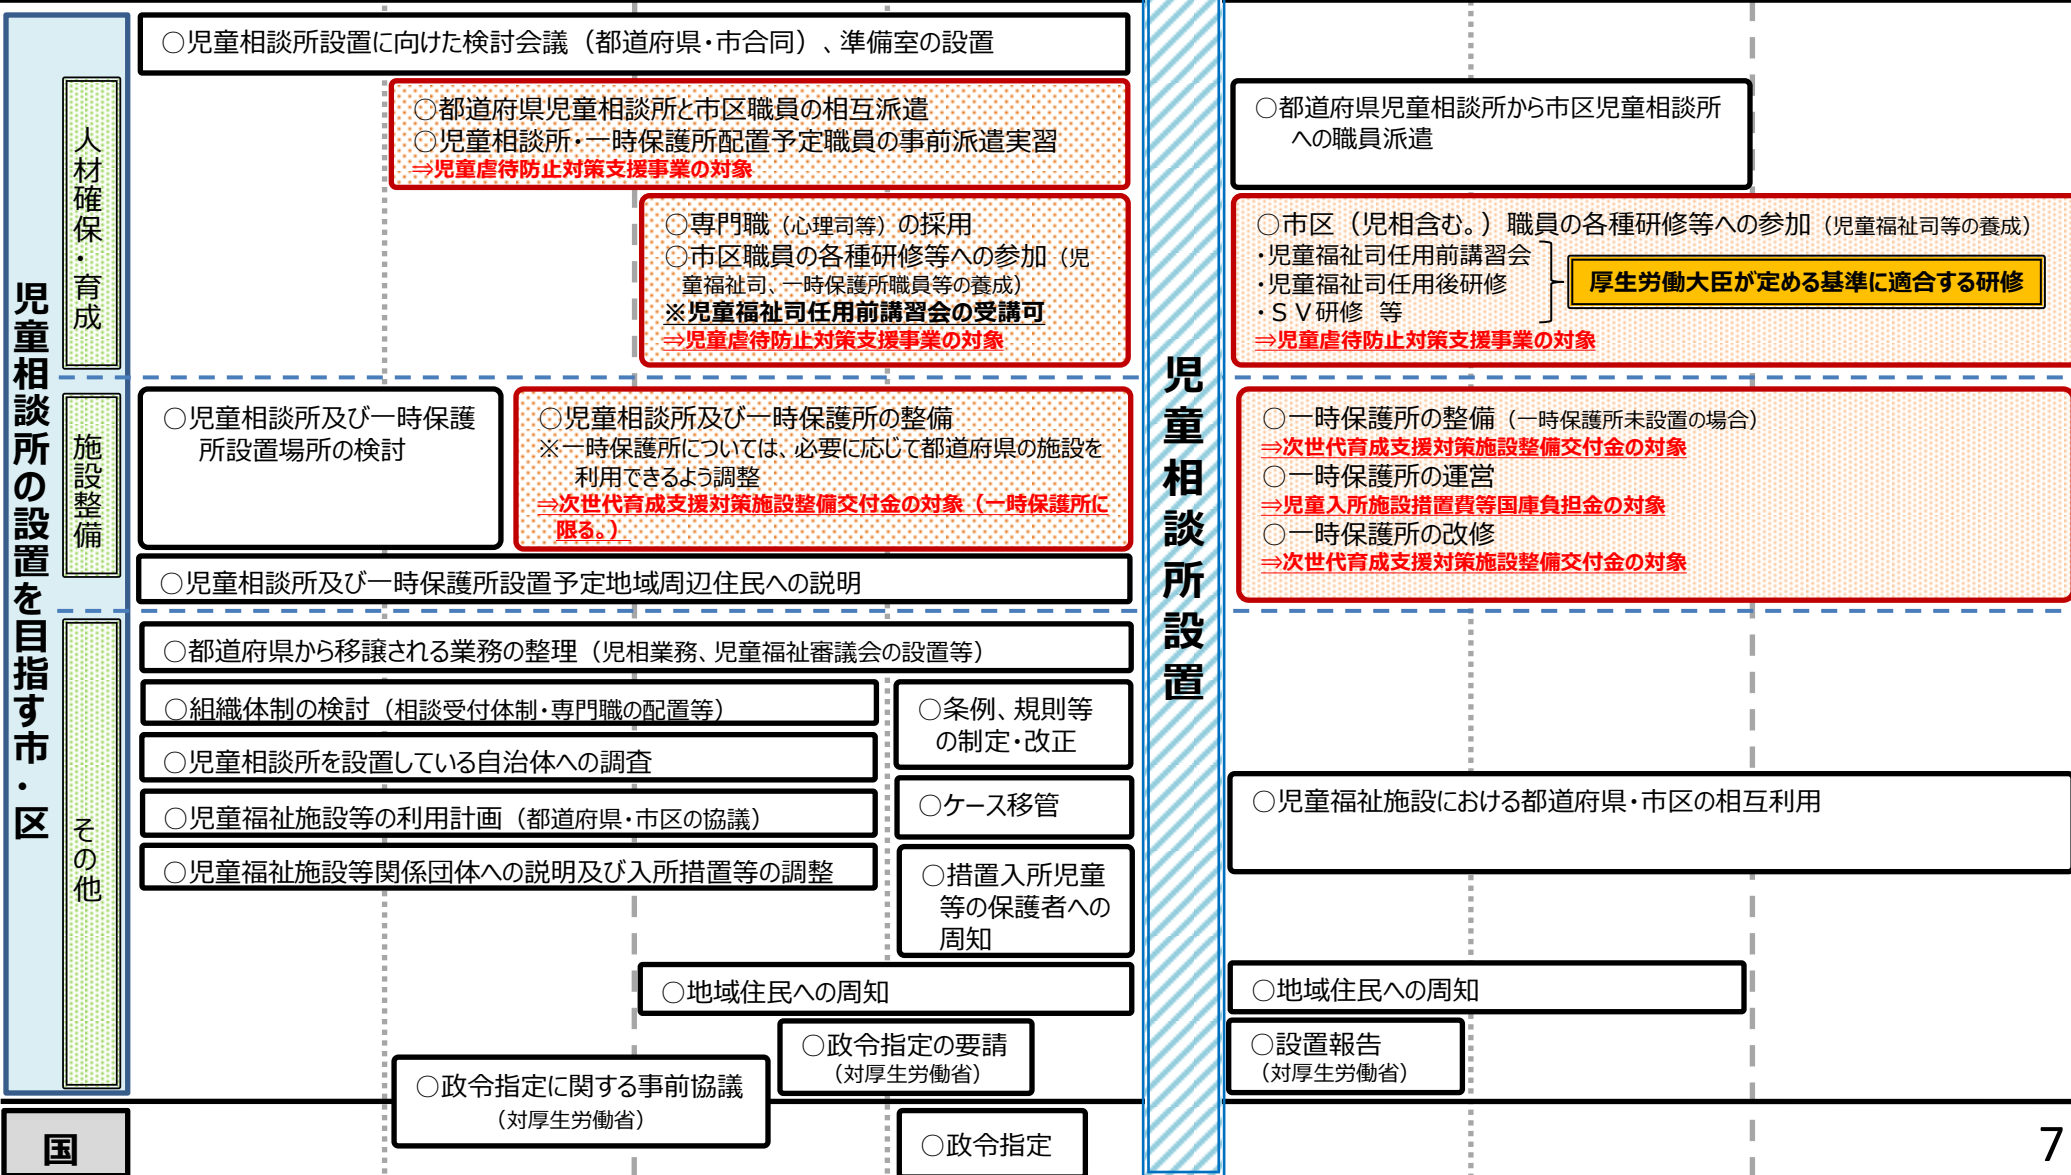 児童相談所の設置を目指す市・区
人材確保・育成
○児童相談所設置に向けた検討会議（都道府県・市合同）、準備室の設置
○都道府県児童相談所と市区職員の相互派遣
○児童相談所・一時保護所配置予定職員の事前派遣実習
⇒児童虐待防止対策支援事業の対象
○専門職（心理司等）の採用
○市区職員の各種研修等への参加（児
童福祉司、一時保護所職員等の養成）
※児童福祉司任用前講習会の受講可
⇒児童虐待防止対策支援事業の対象
施設整備
○児童相談所及び一時保護
所設置場所の検討
○児童相談所及び一時保護所の整備
※一時保護所については、必要に応じて都道府県の施設を
利用できるよう調整
⇒次世代育成支援対策施設整備交付金の対象（一時保護所に
限る。）
○児童相談所及び一時保護所設置予定地域周辺住民への説明
その他
○都道府県から移譲される業務の整理（児相業務、児童福祉審議会の設置等）
○組織体制の検討（相談受付体制・専門職の配置等）
○児童相談所を設置している自治体への調査
○児童福祉施設等の利用計画（都道府県・市区の協議）
○児童福祉施設等関係団体への説明及び入所措置等の調整
○条例、規則等
の制定・改正
○ケース移管
○措置入所児童
等の保護者への
周知
○地域住民への周知
○政令指定の要請
（対厚生労働省）
○政令指定に関する事前協議
（対厚生労働省）
国
○政令指定
児童相談所設置
○都道府県児童相談所から市区児童相談所
への職員派遣
○市区（児相含む。）職員の各種研修等への参加（児童福祉司等の養成）
・児童福祉司任用前講習会
・児童福祉司任用後研修
・ＳＶ研修 等
厚生労働大臣が定める基準に適合する研修
⇒児童虐待防止対策支援事業の対象
○一時保護所の整備（一時保護所未設置の場合）
⇒次世代育成支援対策施設整備交付金の対象
○一時保護所の運営
⇒児童入所施設措置費等国庫負担金の対象
○一時保護所の改修
⇒次世代育成支援対策施設整備交付金の対象
○児童福祉施設における都道府県・市区の相互利用
○地域住民への周知
○設置報告
（対厚生労働省）
7